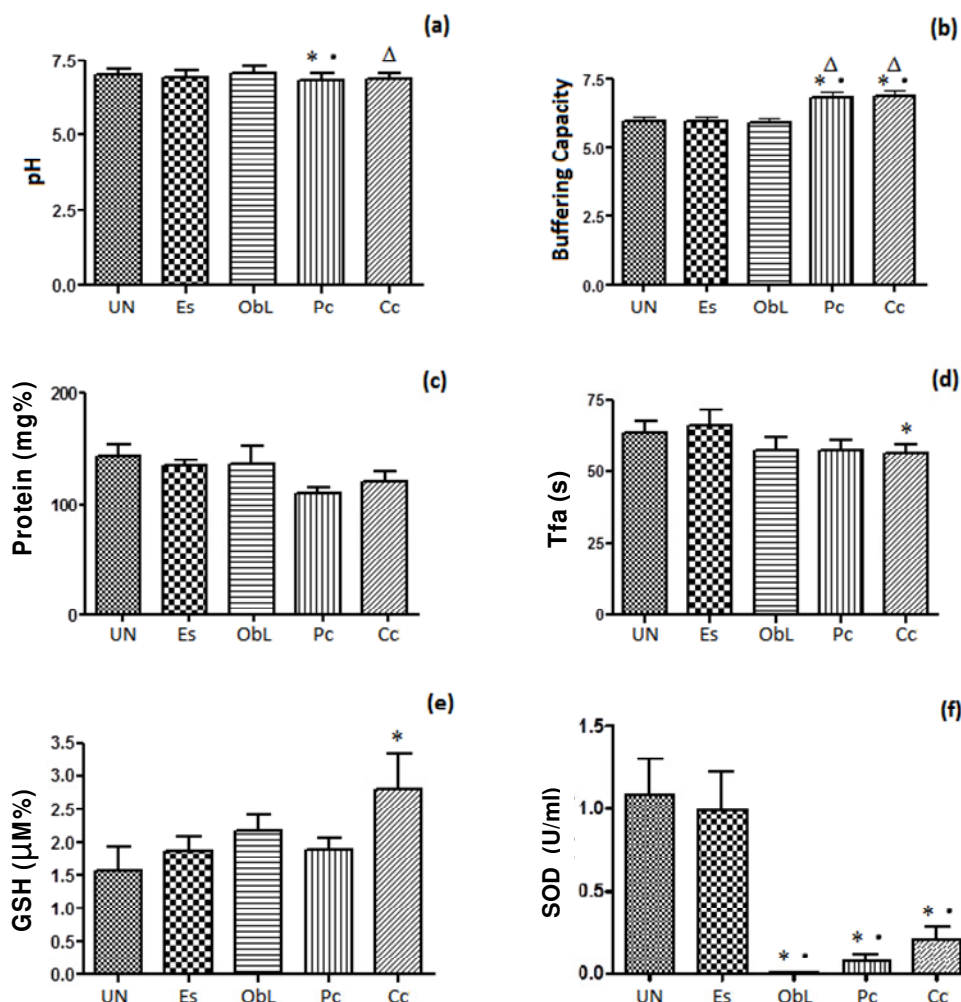 (a)
* •
Δ
7.5
5.0
2.5
0.0
pH
UN Es ObL Pc Cc
(b)
Δ Δ
* • * •
7.5
5.0
2.5
0.0
Buffering Capacity
UN Es ObL Pc Cc
(c)
200
100
0
Protein (mg%)
UN Es ObL Pc Cc
(d)
*
75
50
25
0
Tfa (s)
UN Es ObL Pc Cc
(e)
*
3.5
3.0
2.5
2.0
1.5
1.0
0.5
0.0
GSH (µM%)
UN Es ObL Pc Cc
(f)
1.5
1.0
0.5
0.0
SOD (U/ml)
* • * • * •
UN Es ObL Pc Cc